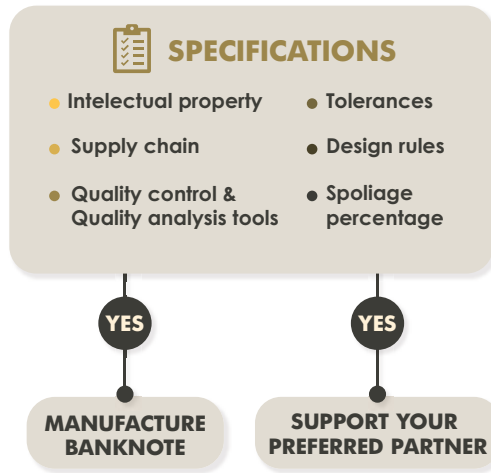 SPECIFICATIONS
Intelectual property
Supply chain
Quality control &
Quality analysis tools
Tolerances
Design rules
Spoliage
percentage
YES
YES
MANUFACTURE
BANKNOTE
SUPPORT YOUR
PREFERRED PARTNER